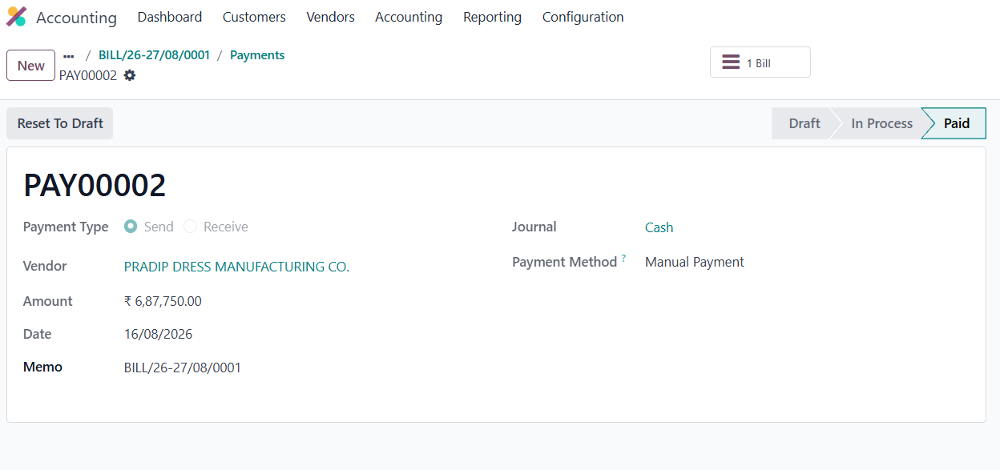 Accounting Dashboard Customers Vendors Accounting Reporting Configuration
New ... / BILL/26-27/08/0001 / Payments
PAY00002
1 Bill
Reset To Draft
Draft In Process Paid
PAY00002
Payment Type Send Receive
Journal Cash
Vendor PRADIP DRESS MANUFACTURING CO.
Payment Method ? Manual Payment
Amount ₹ 6,87,750.00
Date 16/08/2026
Memo BILL/26-27/08/0001